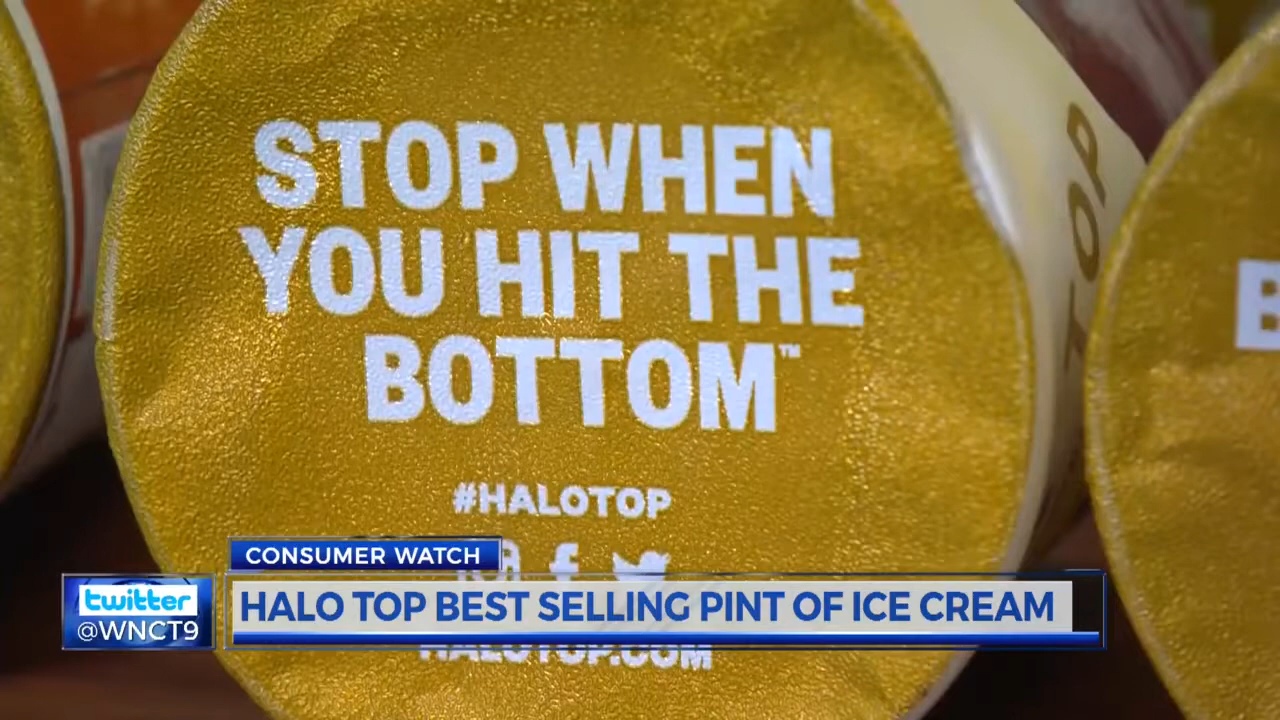 STOP WHEN
YOU HIT THE
BOTTOM™
#HALOTOP
HALOTOP.COM
TOP
B
CONSUMER WATCH
HALO TOP BEST SELLING PINT OF ICE CREAM
twitter
@WNCT9